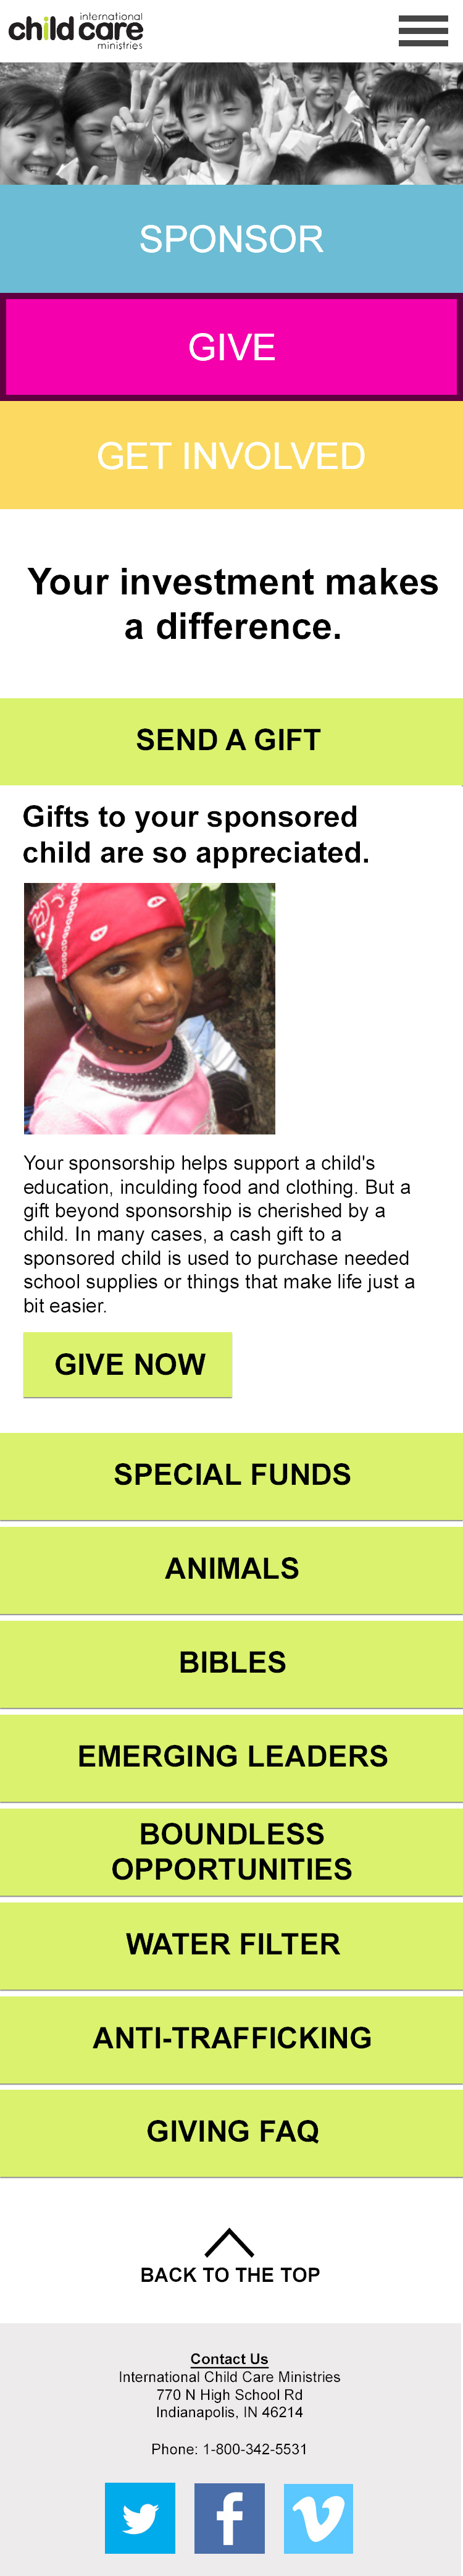 international
child care
ministries
SPONSOR
GIVE
GET INVOLVED
Your investment makes
a difference.
SEND A GIFT
Gifts to your sponsored
child are so appreciated.
Your sponsorship helps support a child's
education, inculding food and clothing. But a
gift beyond sponsorship is cherished by a
child. In many cases, a cash gift to a
sponsored child is used to purchase needed
school supplies or things that make life just a
bit easier.
GIVE NOW
SPECIAL FUNDS
ANIMALS
BIBLES
EMERGING LEADERS
BOUNDLESS
OPPORTUNITIES
WATER FILTER
ANTI-TRAFFICKING
GIVING FAQ
BACK TO THE TOP
Contact Us
International Child Care Ministries
770 N High School Rd
Indianapolis, IN 46214
Phone: 1-800-342-5531